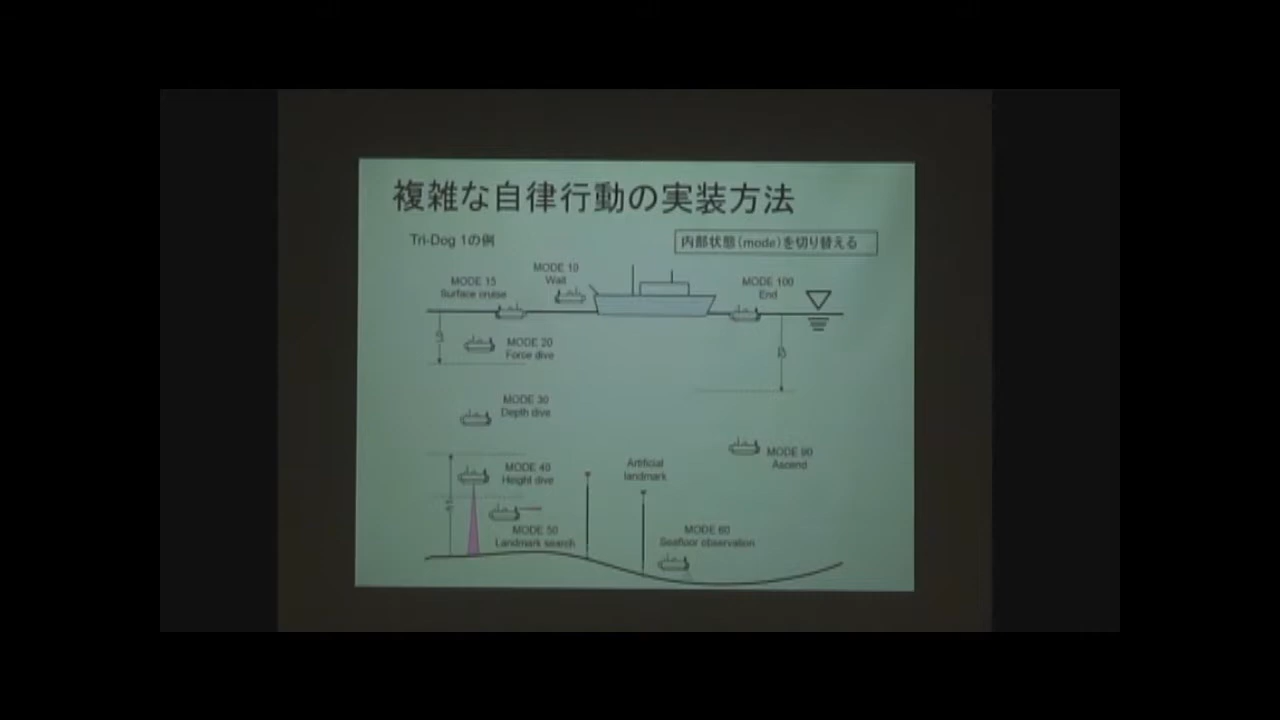 複雑な自律行動の実装方法
Tri-Dog 1の例
内部状態(mode)を切り替える
MODE 10
Wait
MODE 15
Surface cruise
MODE 100
End
MODE 20
Force dive
MODE 30
Depth dive
MODE 40
Height dive
Artificial
landmark
MODE 90
Ascend
MODE 50
Landmark search
MODE 60
Seafloor observation